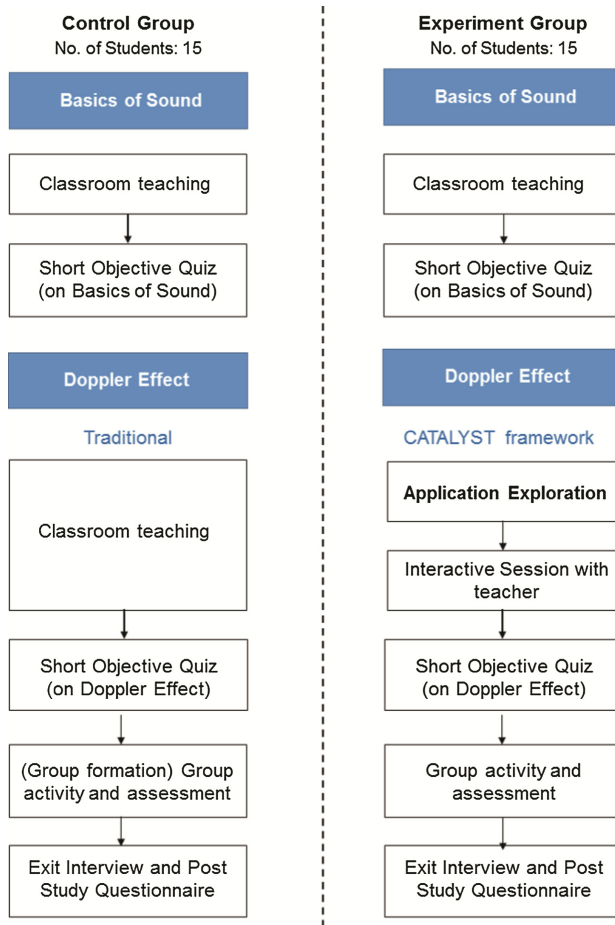 Control Group
No. of Students: 15
Basics of Sound
Classroom teaching
Short Objective Quiz
(on Basics of Sound)
Doppler Effect
Traditional
Classroom teaching
Short Objective Quiz
(on Doppler Effect)
(Group formation) Group
activity and assessment
Exit Interview and Post
Study Questionnaire
Experiment Group
No. of Students: 15
Basics of Sound
Classroom teaching
Short Objective Quiz
(on Basics of Sound)
Doppler Effect
CATALYST framework
Application Exploration
Interactive Session with
teacher
Short Objective Quiz
(on Doppler Effect)
Group activity and
assessment
Exit Interview and Post
Study Questionnaire